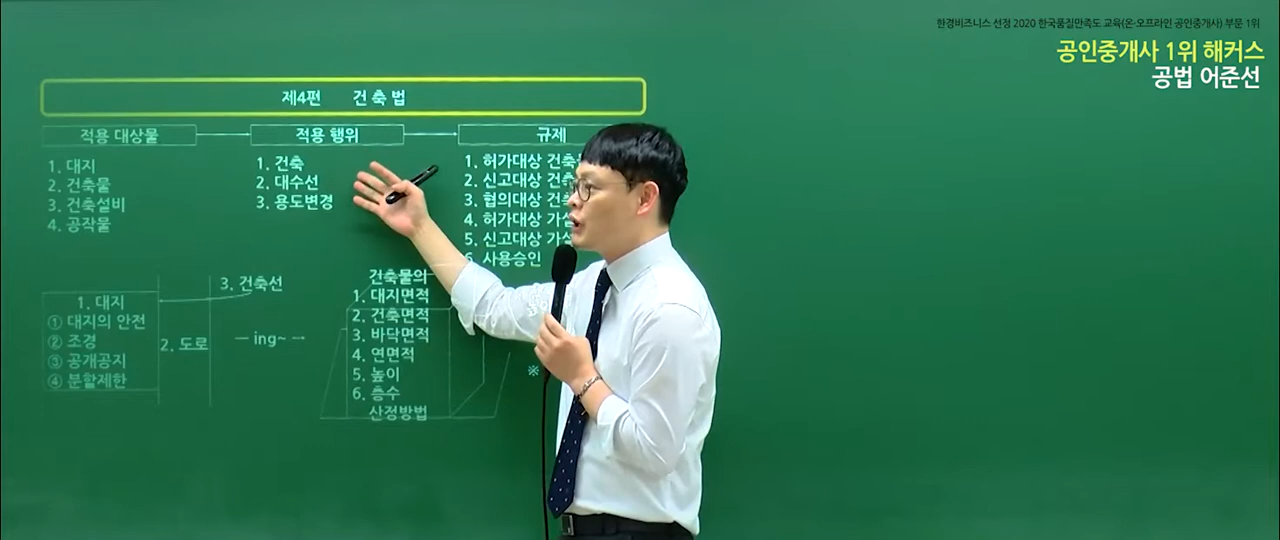 한경비즈니스 선정 2020 한국품질만족도 교육(온·오프라인 공인중개사) 부문 1위
공인중개사 1위 해커스
공법 어준선
제4편 건 축 법
적용 대상물
1. 대지
2. 건축물
3. 건축설비
4. 공작물
적용 행위
1. 건축
2. 대수선
3. 용도변경
규제
1. 허가대상 건축
2. 신고대상 건축
3. 협의대상 건축
4. 허가대상 가설
5. 신고대상 가설
6. 사용승인
1. 대지
① 대지의 안전
② 조경
③ 공개공지
④ 분할제한
2. 도로
3. 건축선
ing~
건축물의
1. 대지면적
2. 건축면적
3. 바닥면적
4. 연면적
5. 높이
6. 층수
산정방법
※